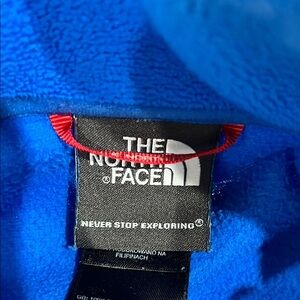 THE
NORTH
®FACE
NEVER STOP EXPLORING®
FILIPINACH